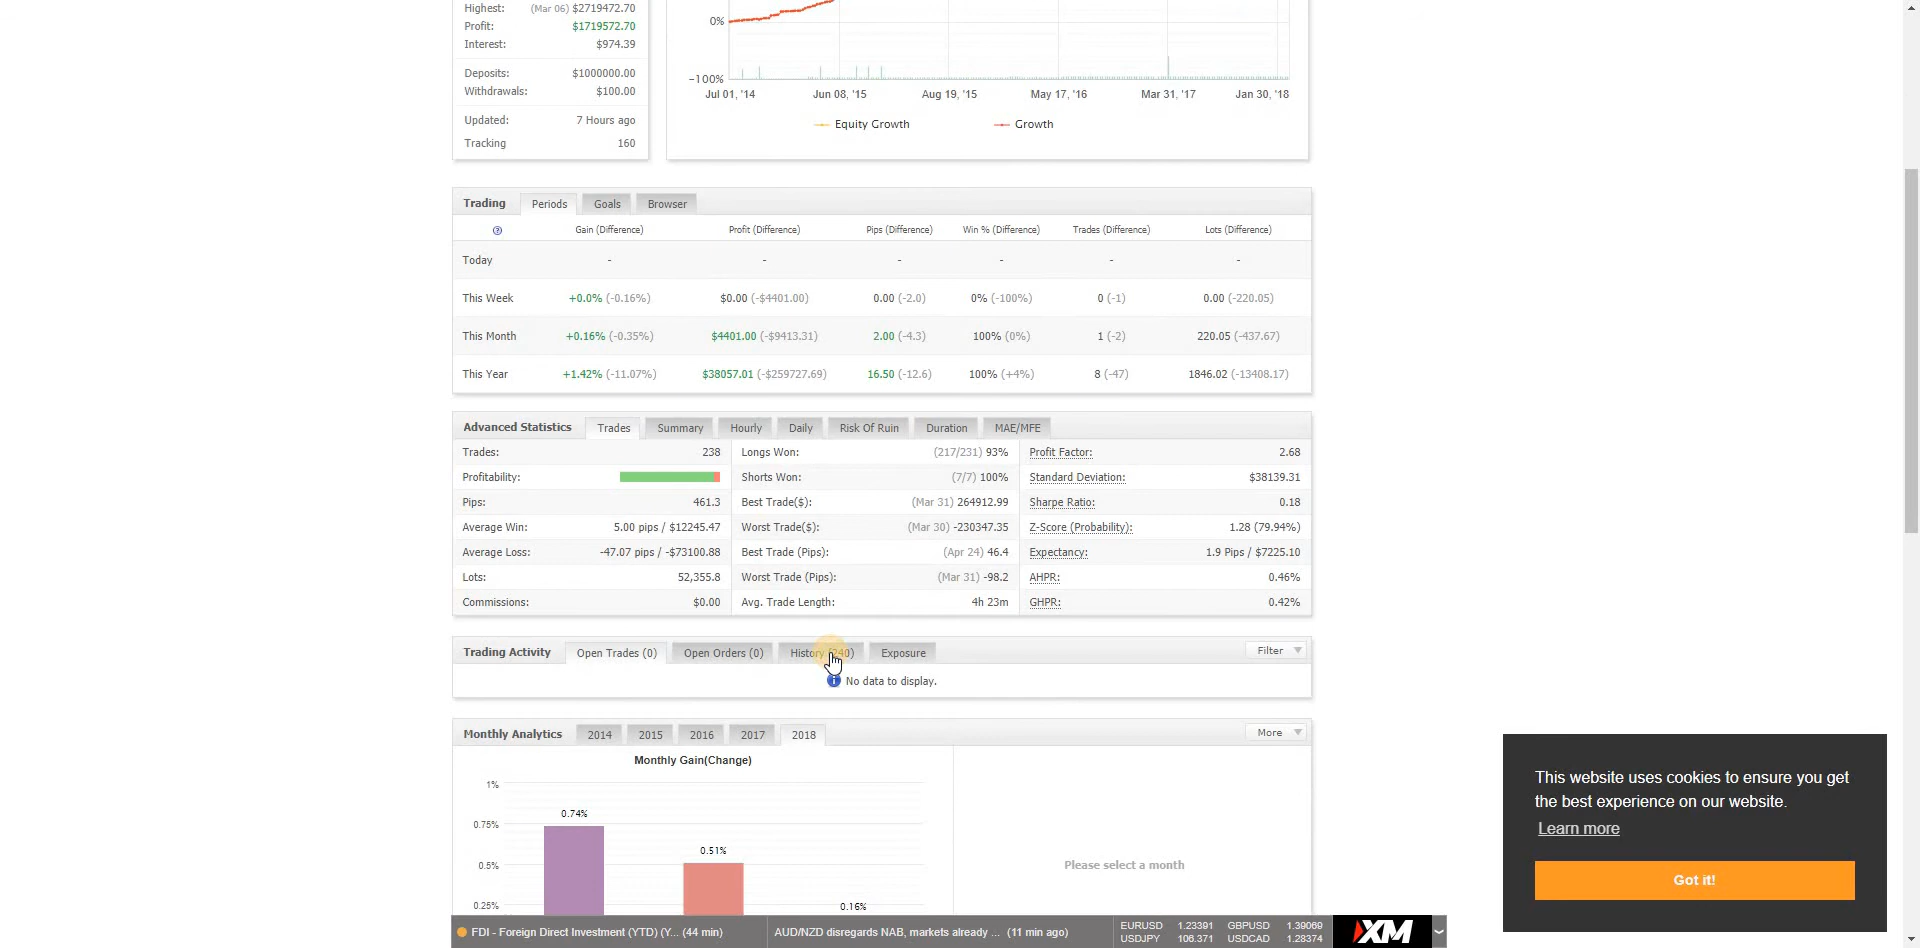 Highest: (Mar 06) $2719472.70
Profit: $1719572.70
Interest: $974.39
Deposits: $1000000.00
Withdrawals: $100.00
Updated: 7 Hours ago
Tracking 160
0%
-100%
Jul 01, '14 Jun 08, '15 Aug 19, '15 May 17, '16 Mar 31, '17 Jan 30, '18
Equity Growth Growth
Trading Periods Goals Browser
Gain (Difference) Profit (Difference) Pips (Difference) Win % (Difference) Trades (Difference) Lots (Difference)
Today - - - - - -
This Week +0.0% (-0.16%) $0.00 (-$4401.00) 0.00 (-2.0) 0% (-100%) 0 (-1) 0.00 (-220.05)
This Month +0.16% (-0.35%) $4401.00 (-$9413.31) 2.00 (-4.3) 100% (0%) 1 (-2) 220.05 (-437.67)
This Year +1.42% (-11.07%) $38057.01 (-$259727.69) 16.50 (-12.6) 100% (+4%) 8 (-47) 1846.02 (-13408.17)
Advanced Statistics Trades Summary Hourly Daily Risk Of Ruin Duration MAE/MFE
Trades: 238 Longs Won: (217/231) 93% Profit Factor: 2.68
Profitability: Shorts Won: (7/7) 100% Standard Deviation: $38139.31
Pips: 461.3 Best Trade($): (Mar 31) 264912.99 Sharpe Ratio: 0.18
Average Win: 5.00 pips / $12245.47 Worst Trade($): (Mar 30) -230347.35 Z-Score (Probability): 1.28 (79.94%)
Average Loss: -47.07 pips / -$73100.88 Best Trade (Pips): (Apr 24) 46.4 Expectancy: 1.9 Pips / $7225.10
Lots: 52,355.8 Worst Trade (Pips): (Mar 31) -98.2 AHPR: 0.46%
Commissions: $0.00 Avg. Trade Length: 4h 23m GHPR: 0.42%
Trading Activity Open Trades (0) Open Orders (0) History (240) Exposure Filter
No data to display.
Monthly Analytics 2014 2015 2016 2017 2018 More
Monthly Gain(Change)
1%
0.74%
0.75%
0.51%
0.5%
0.16%
0.25%
Please select a month
This website uses cookies to ensure you get
the best experience on our website.
Learn more
Got it!
FDI - Foreign Direct Investment (YTD) (Y... (44 min) AUD/NZD disregards NAB, markets already ... (11 min ago)
EURUSD 1.23391 GBPUSD 1.39069
USDJPY 106.371 USDCAD 1.28374
XM